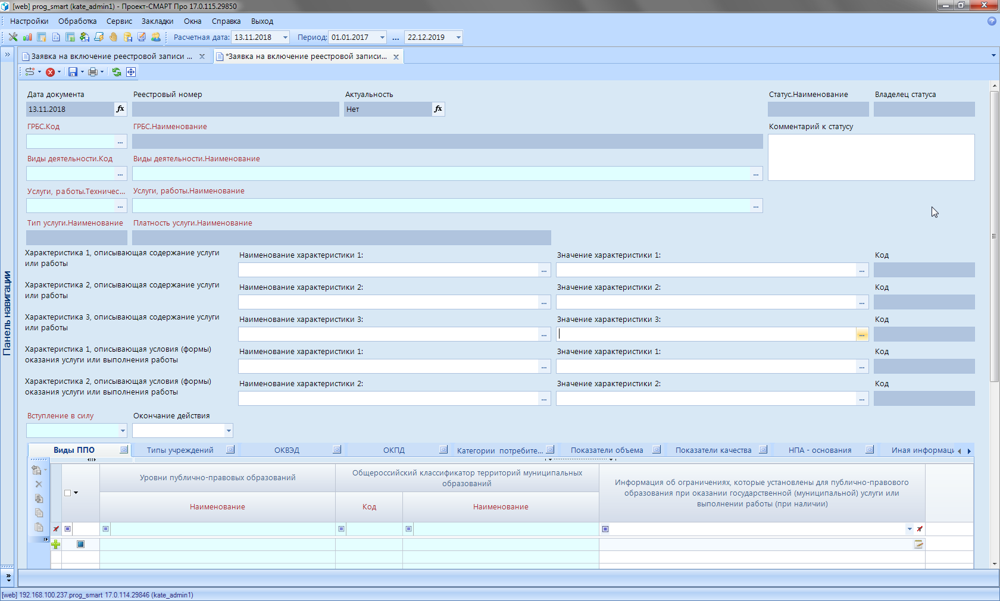 [web] prog_smart (kate_admin1) - Проект-СМАРТ Про 17.0.115.29850
Настройки Обработка Сервис Закладки Окна Справка Выход
Расчетная дата: 13.11.2018 Период: 01.01.2017 ... 22.12.2019
Заявка на включение реестровой записи ... *Заявка на включение реестровой записи...
Панель навигации
Дата документа Реестровый номер Актуальность Статус.Наименование Владелец статуса
13.11.2018 fx Нет fx
ГРБС.Код ГРБС.Наименование Комментарий к статусу
...
Виды деятельности.Код Виды деятельности.Наименование
... ...
Услуги, работы.Техничес... Услуги, работы.Наименование
... ...
Тип услуги.Наименование Платность услуги.Наименование
Характеристика 1, описывающая содержание услуги
или работы
Наименование характеристики 1: Значение характеристики 1: Код
... ...
Характеристика 2, описывающая содержание услуги
или работы
Наименование характеристики 2: Значение характеристики 2: Код
... ...
Характеристика 3, описывающая содержание услуги
или работы
Наименование характеристики 3: Значение характеристики 3: Код
... ...
Характеристика 1, описывающая условия (формы)
оказания услуги или выполнения работы
Наименование характеристики 1: Значение характеристики 1: Код
... ...
Характеристика 2, описывающая условия (формы)
оказания услуги или выполнения работы
Наименование характеристики 2: Значение характеристики 2: Код
... ...
Вступление в силу Окончание действия
Виды ППО Типы учреждений ОКВЭД ОКПД Категории потребите... Показатели объема Показатели качества НПА - основания Иная информаци
Уровни публично-правовых образований
Общероссийский классификатор территорий муниципальных
образований
Информация об ограничениях, которые установлены для публично-правового
образования при оказании государственной (муниципальной) услуги или
выполнении работы (при наличии)
Наименование Код Наименование
[web] 192.168.100.237.prog_smart 17.0.114.29846 (kate_admin1)